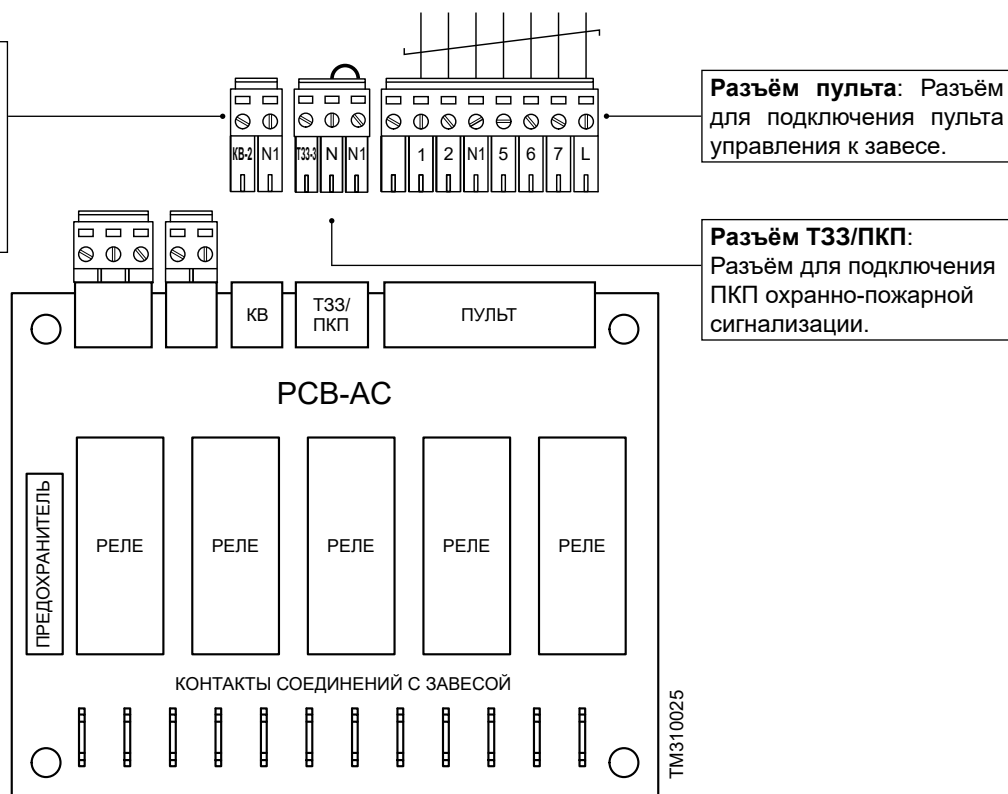 Разъём пульта: Разъём
для подключения пульта
управления к завесе.
КВ-2 N1 ТЗЗ-3 N N1 1 2 N1 5 6 7 L
Разъём ТЗЗ/ПКП:
Разъём для подключения
ПКП охранно-пожарной
сигнализации.
КВ
ТЗЗ/
ПКП
ПУЛЬТ
PCB-AC
ПРЕДОХРАНИТЕЛЬ
РЕЛЕ РЕЛЕ РЕЛЕ РЕЛЕ РЕЛЕ
КОНТАКТЫ СОЕДИНЕНИЙ С ЗАВЕСОЙ
TM310025